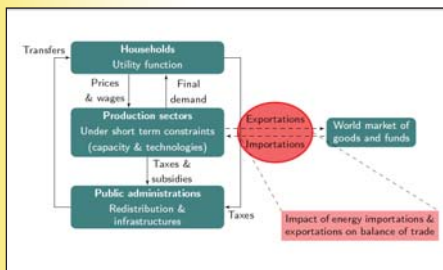 Transfers
Households
Utility function
Prices
& wages
Final
demand
Production sectors
Under short term constraints
(capacity & technologies)
Exportations
Importations
World market of
goods and funds
Taxes &
subsidies
Public administrations
Redistribution &
infrastructures
Taxes
Impact of energy importations &
exportations on balance of trade